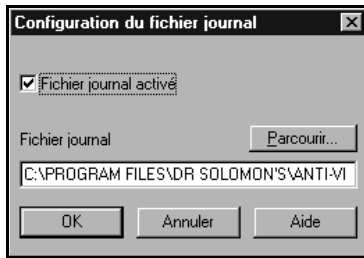 Configuration du fichier journal
Fichier journal activé
Fichier journal
Parcourir...
C:\PROGRAM FILES\DR SOLOMON'S\ANTI-VI
OK
Annuler
Aide